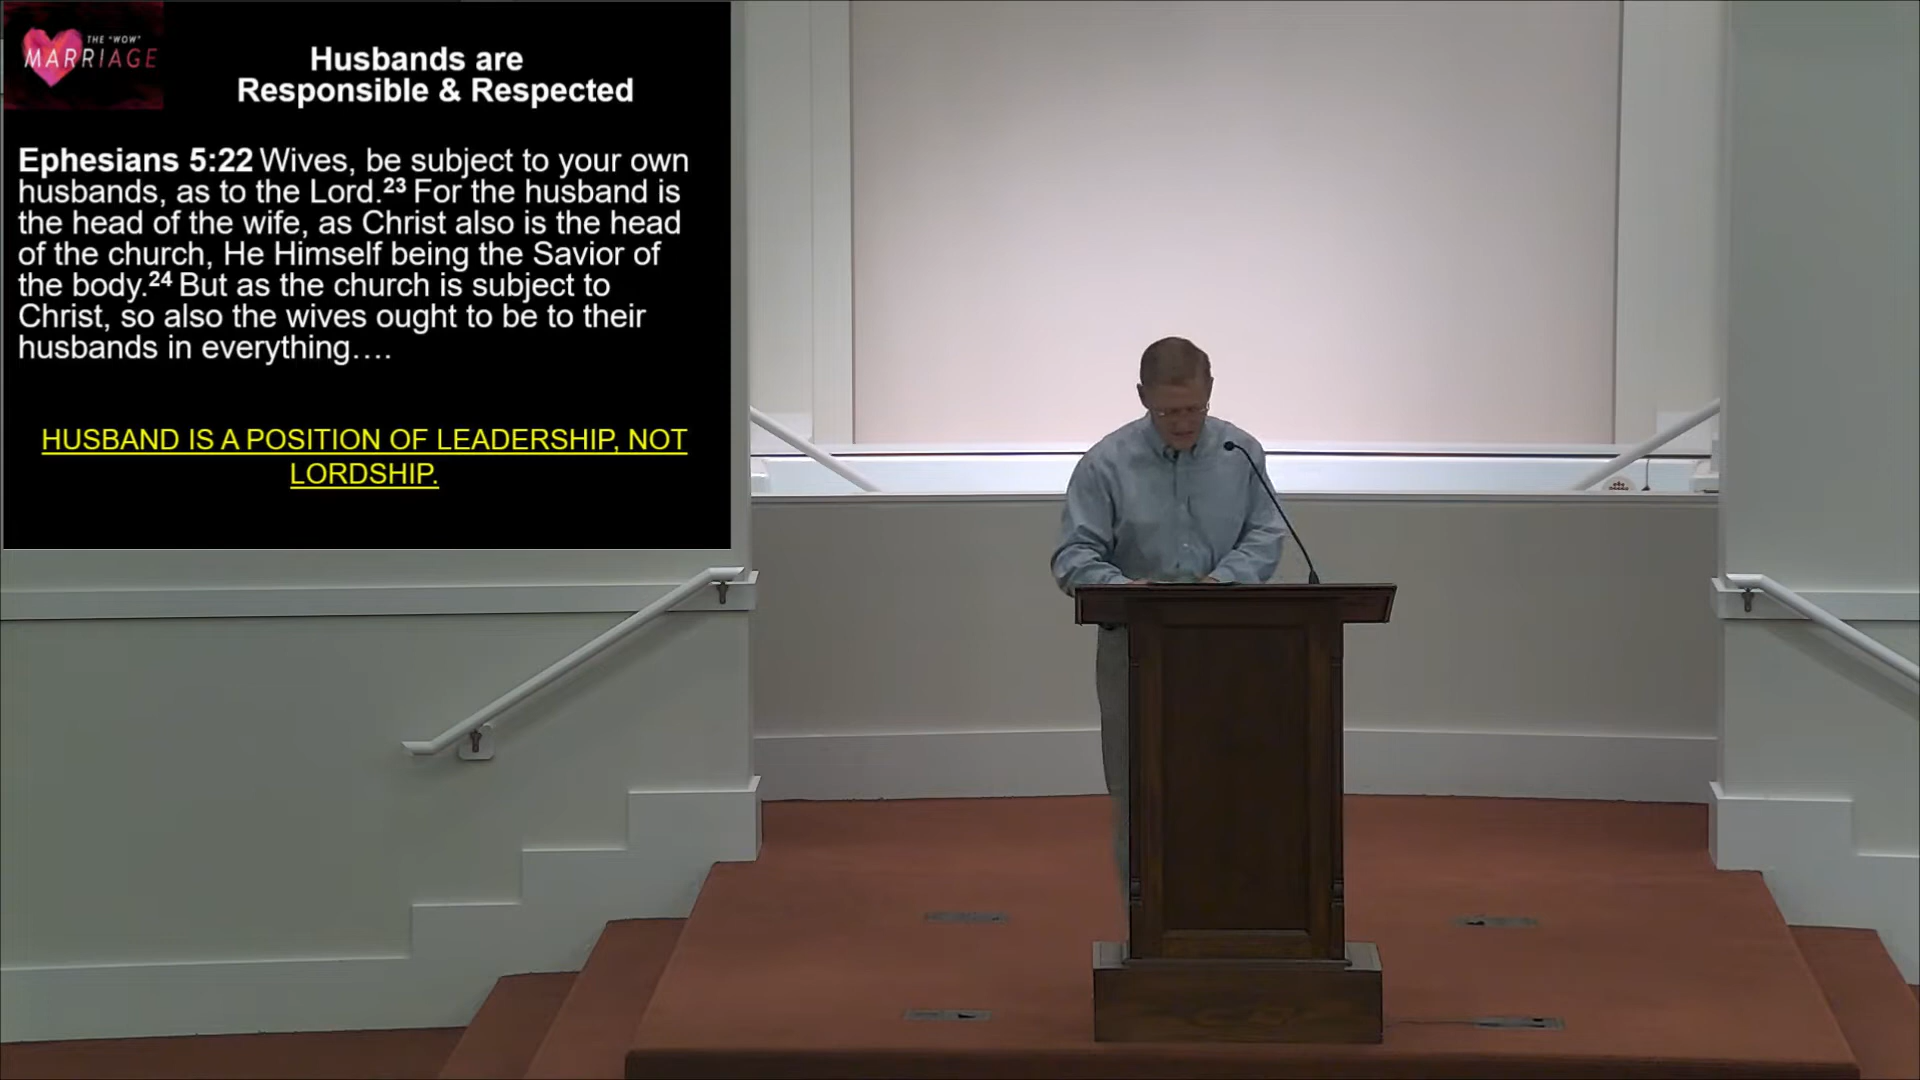 THE "WOW"
MARRIAGE
Husbands are
Responsible & Respected
Ephesians 5:22 Wives, be subject to your own
husbands, as to the Lord.23 For the husband is
the head of the wife, as Christ also is the head
of the church, He Himself being the Savior of
the body.24 But as the church is subject to
Christ, so also the wives ought to be to their
husbands in everything….
HUSBAND IS A POSITION OF LEADERSHIP, NOT
LORDSHIP.